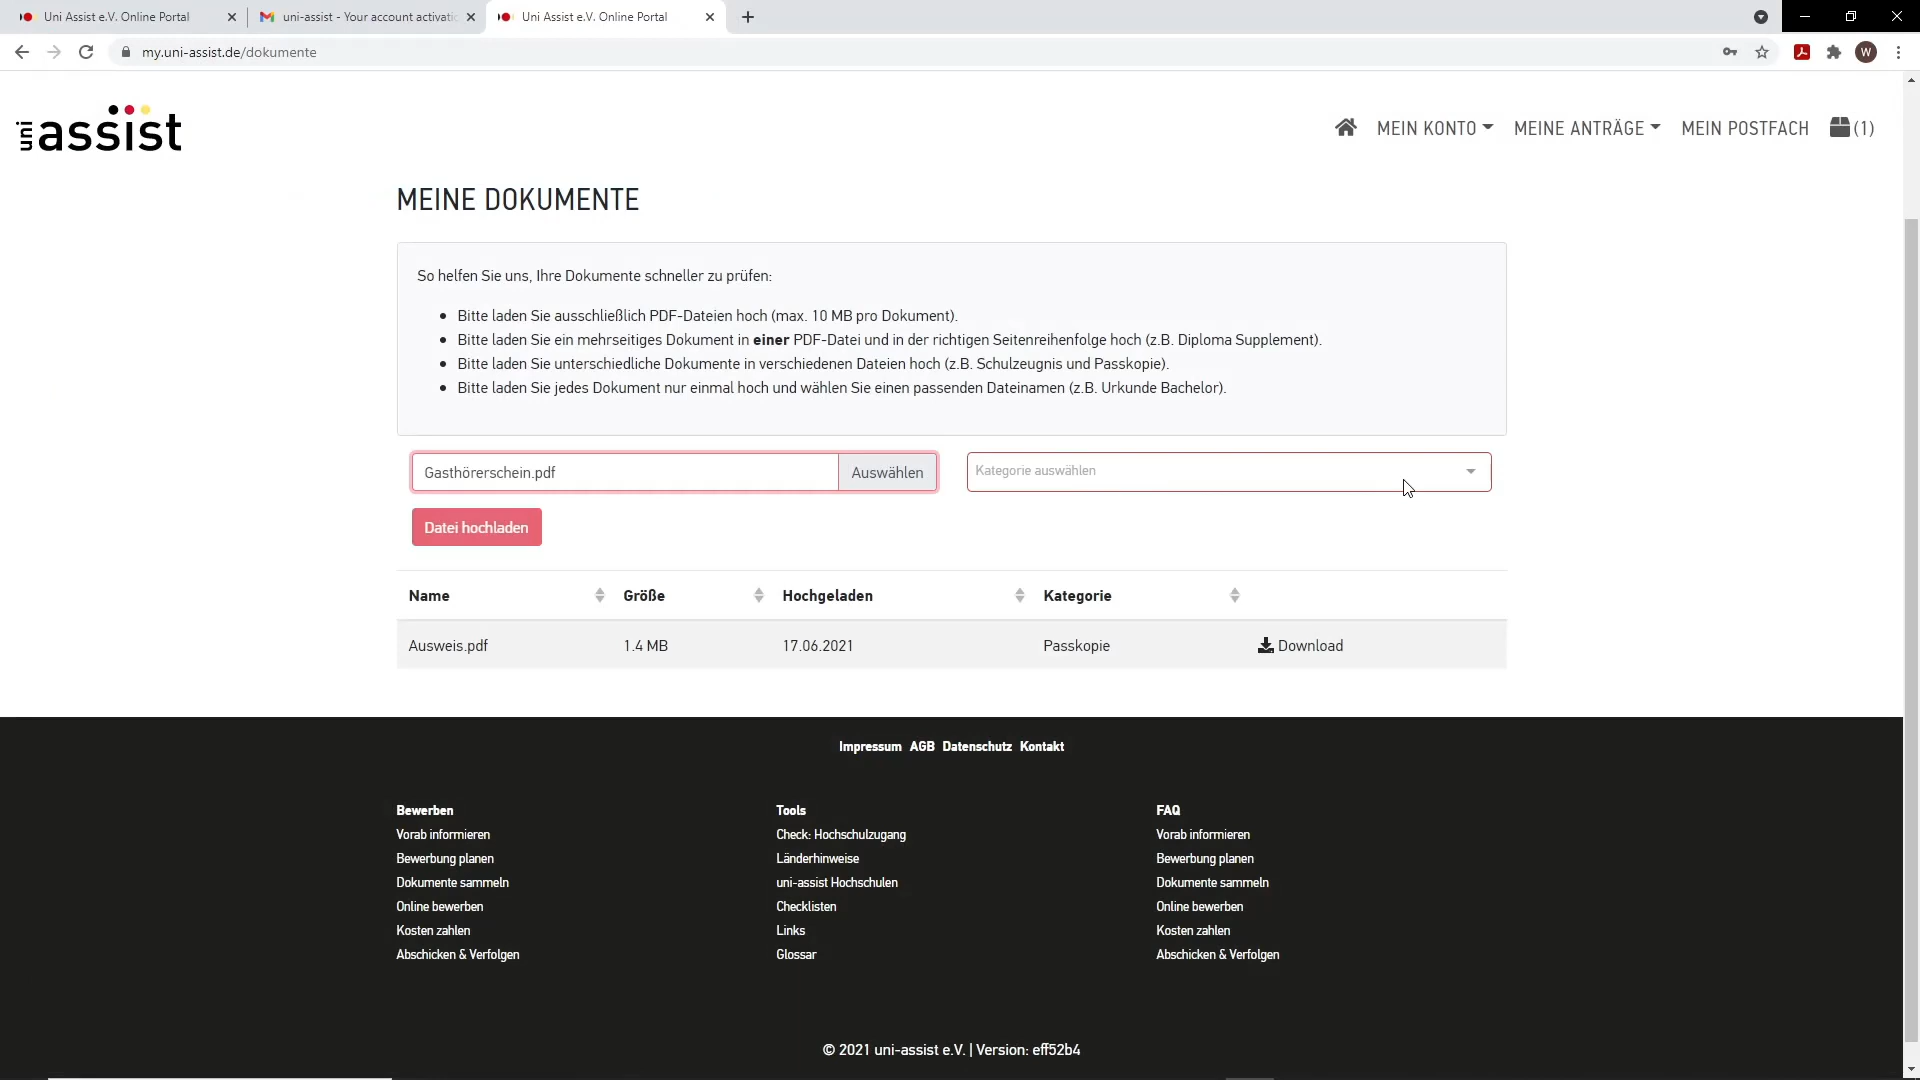 Uni Assist e.V. Online Portal
uni-assist - Your account activatio
Uni Assist e.V. Online Portal
my.uni-assist.de/dokumente
W
uni assist
MEIN KONTO
MEINE ANTRÄGE
MEIN POSTFACH
(1)
MEINE DOKUMENTE
So helfen Sie uns, Ihre Dokumente schneller zu prüfen:
Bitte laden Sie ausschließlich PDF-Dateien hoch (max. 10 MB pro Dokument).
Bitte laden Sie ein mehrseitiges Dokument in einer PDF-Datei und in der richtigen Seitenreihenfolge hoch (z.B. Diploma Supplement).
Bitte laden Sie unterschiedliche Dokumente in verschiedenen Dateien hoch (z.B. Schulzeugnis und Passkopie).
Bitte laden Sie jedes Dokument nur einmal hoch und wählen Sie einen passenden Dateinamen (z.B. Urkunde Bachelor).
Gasthörerschein.pdf Auswählen
Kategorie auswählen
Datei hochladen
Name Größe Hochgeladen Kategorie
Ausweis.pdf 1.4 MB 17.06.2021 Passkopie Download
Impressum AGB Datenschutz Kontakt
Bewerben
Vorab informieren
Bewerbung planen
Dokumente sammeln
Online bewerben
Kosten zahlen
Abschicken & Verfolgen
Tools
Check: Hochschulzugang
Länderhinweise
uni-assist Hochschulen
Checklisten
Links
Glossar
FAQ
Vorab informieren
Bewerbung planen
Dokumente sammeln
Online bewerben
Kosten zahlen
Abschicken & Verfolgen
© 2021 uni-assist e.V. | Version: eff52b4